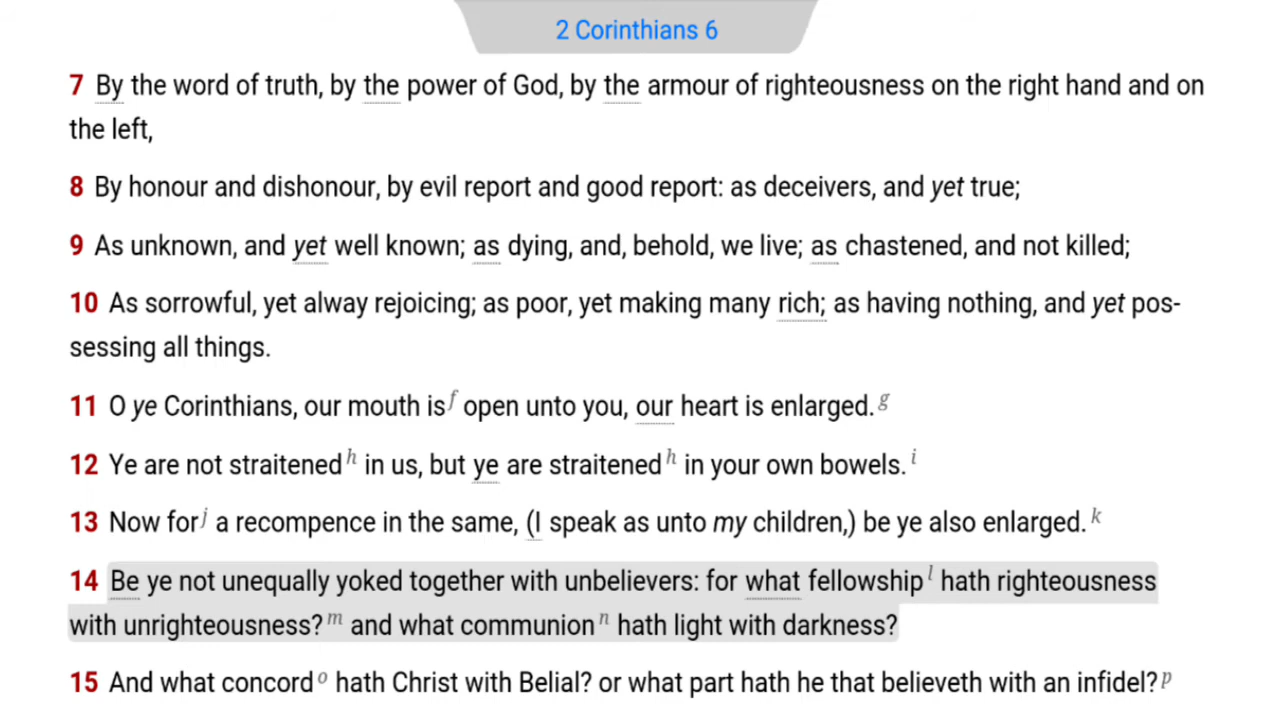 2 Corinthians 6
7 By the word of truth, by the power of God, by the armour of righteousness on the right hand and on
the left,
8 By honour and dishonour, by evil report and good report: as deceivers, and yet true;
9 As unknown, and yet well known; as dying, and, behold, we live; as chastened, and not killed;
10 As sorrowful, yet alway rejoicing; as poor, yet making many rich; as having nothing, and yet pos-
sessing all things.
11 O ye Corinthians, our mouth is f open unto you, our heart is enlarged. g
12 Ye are not straitened h in us, but ye are straitened h in your own bowels. i
13 Now for j a recompence in the same, (I speak as unto my children,) be ye also enlarged. k
14 Be ye not unequally yoked together with unbelievers: for what fellowship l hath righteousness
with unrighteousness? m and what communion n hath light with darkness?
15 And what concord o hath Christ with Belial? or what part hath he that believeth with an infidel? p